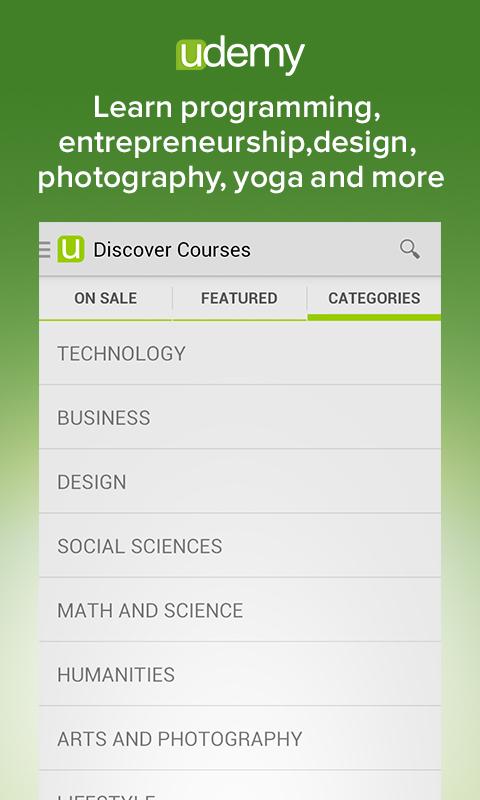 udemy
Learn programming,
entrepreneurship,design,
photography, yoga and more
u Discover Courses
ON SALE FEATURED CATEGORIES
TECHNOLOGY
BUSINESS
DESIGN
SOCIAL SCIENCES
MATH AND SCIENCE
HUMANITIES
ARTS AND PHOTOGRAPHY
LIFESTYLE